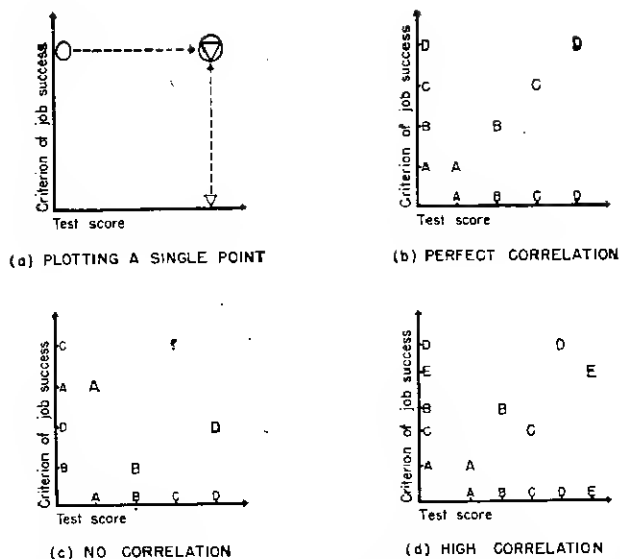 Criterion of job success
Test score
(a) PLOTTING A SINGLE POINT
Criterion of job success
D D
C C
B B
A A
A B C D
Test score
(b) PERFECT CORRELATION
Criterion of job success
C
A A
D D
B B
A B C D
Test score
(c) NO CORRELATION
Criterion of job success
D D
E E
B B
C C
A A
A B C D E
Test score
(d) HIGH CORRELATION